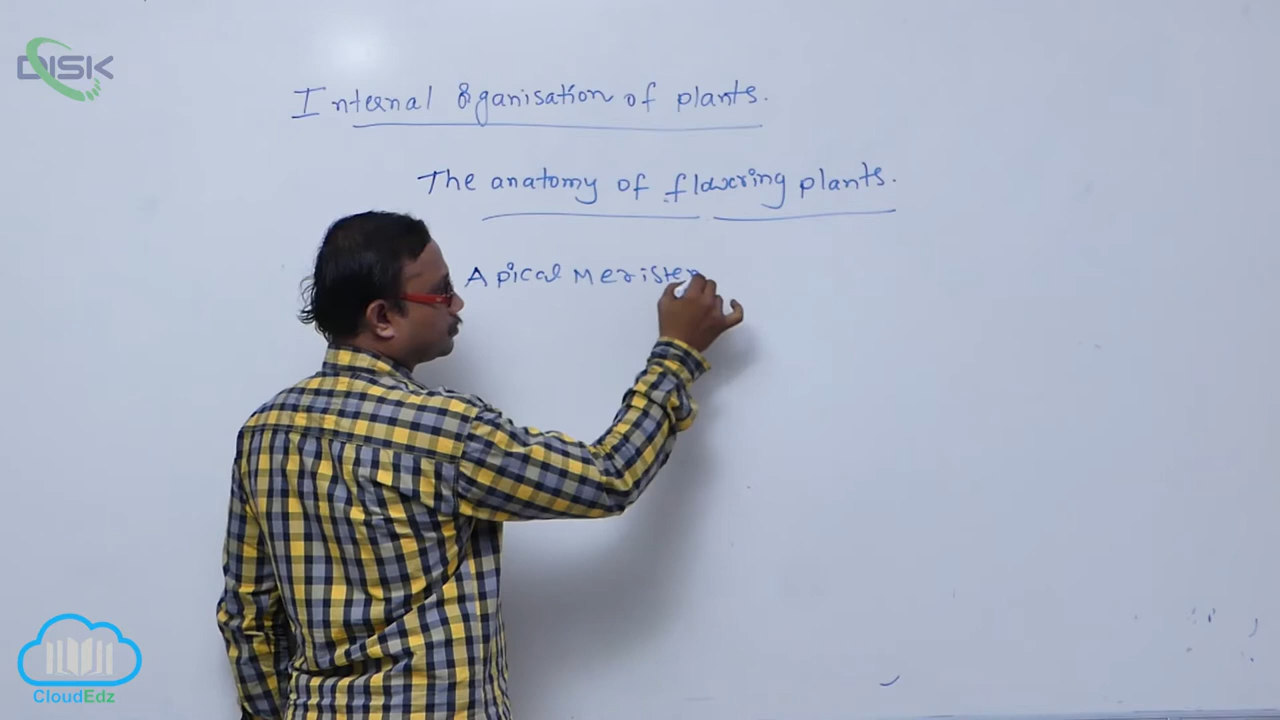 DISK
Internal Organisation of plants.
The anatomy of flowering plants.
Apical Meristem
CloudEdz